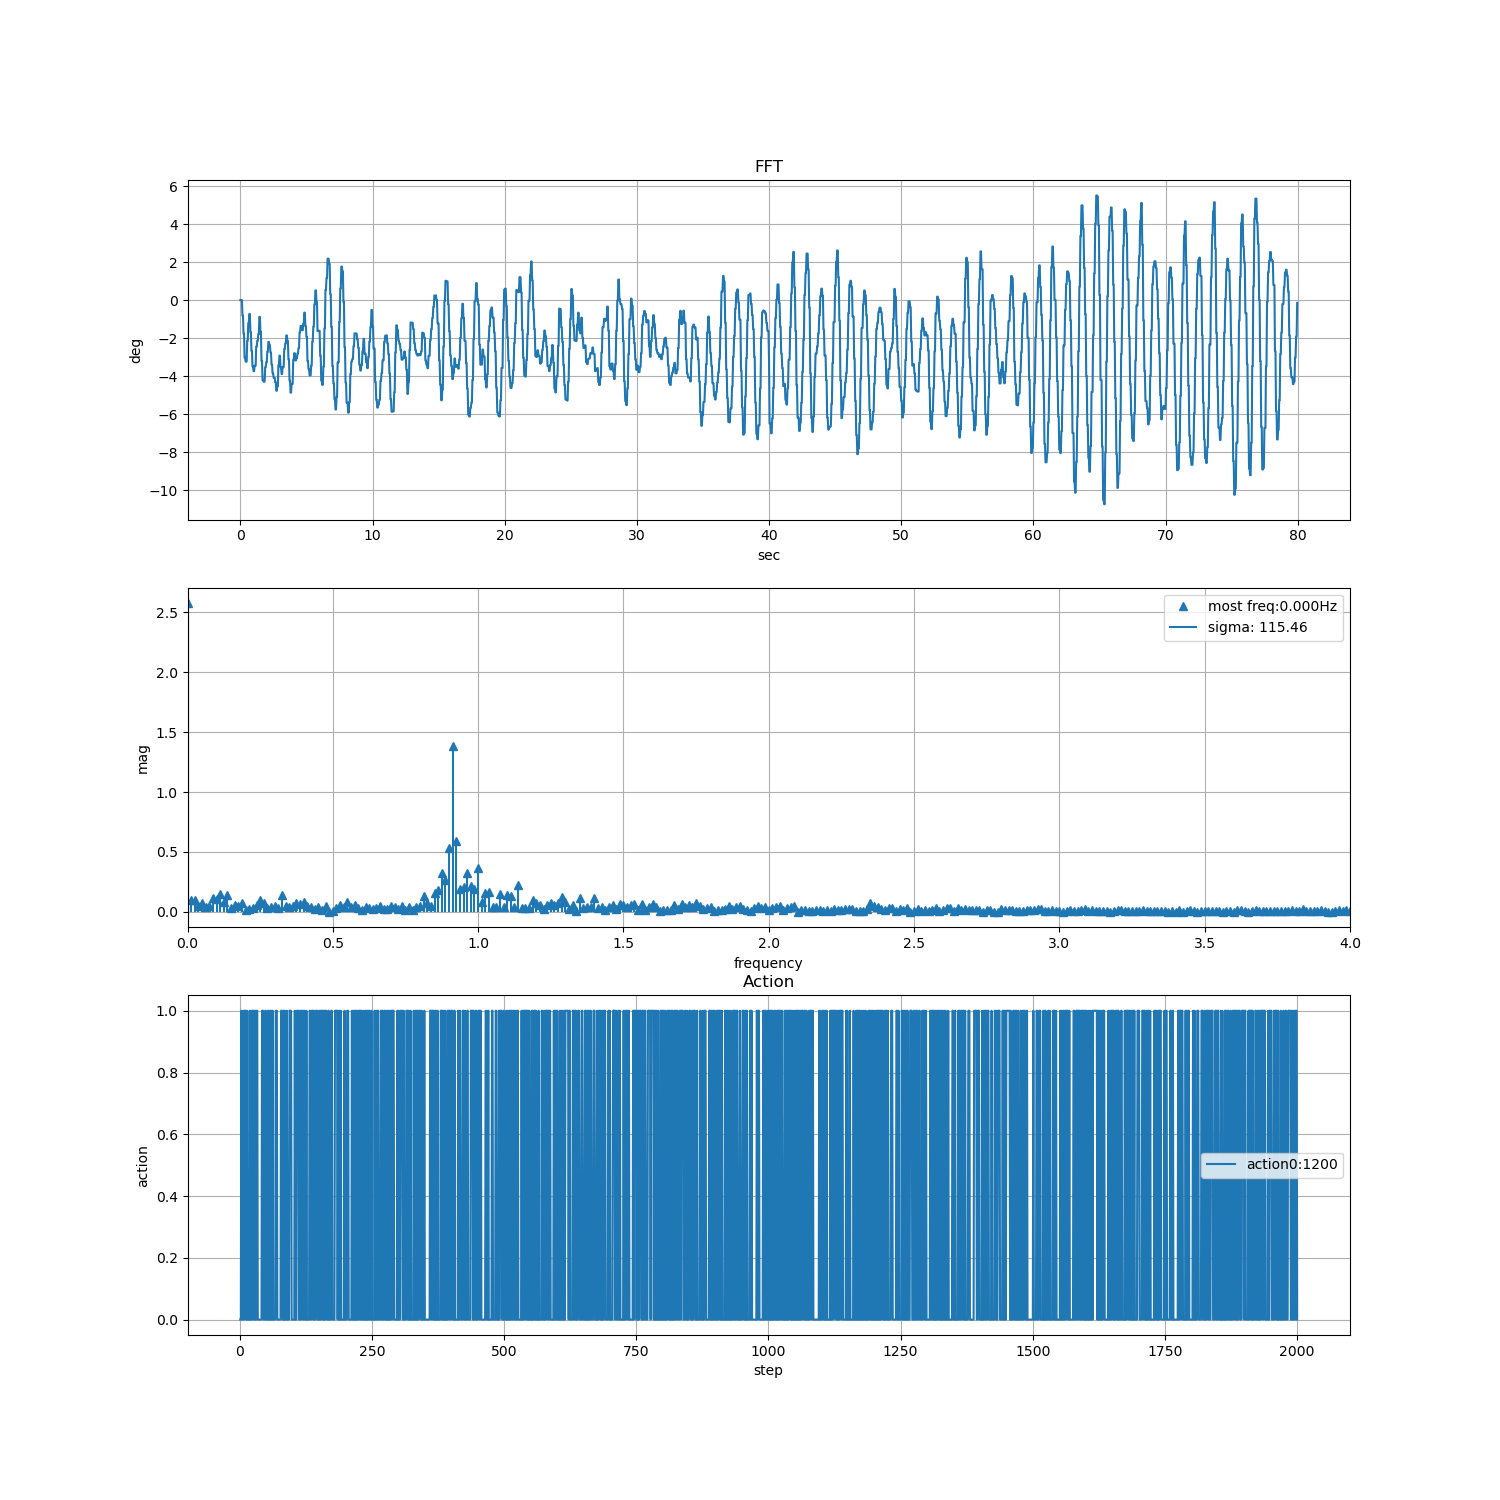 FFT
6
4
2
0
−2
−4
−6
−8
−10
deg
0 10 20 30 40 50 60 70 80
sec
most freq:0.000Hz
sigma: 115.46
2.5
2.0
1.5
1.0
0.5
0.0
mag
0.0 0.5 1.0 1.5 2.0 2.5 3.0 3.5 4.0
frequency
Action
1.0
0.8
0.6
0.4
0.2
0.0
action
action0:1200
0 250 500 750 1000 1250 1500 1750 2000
step